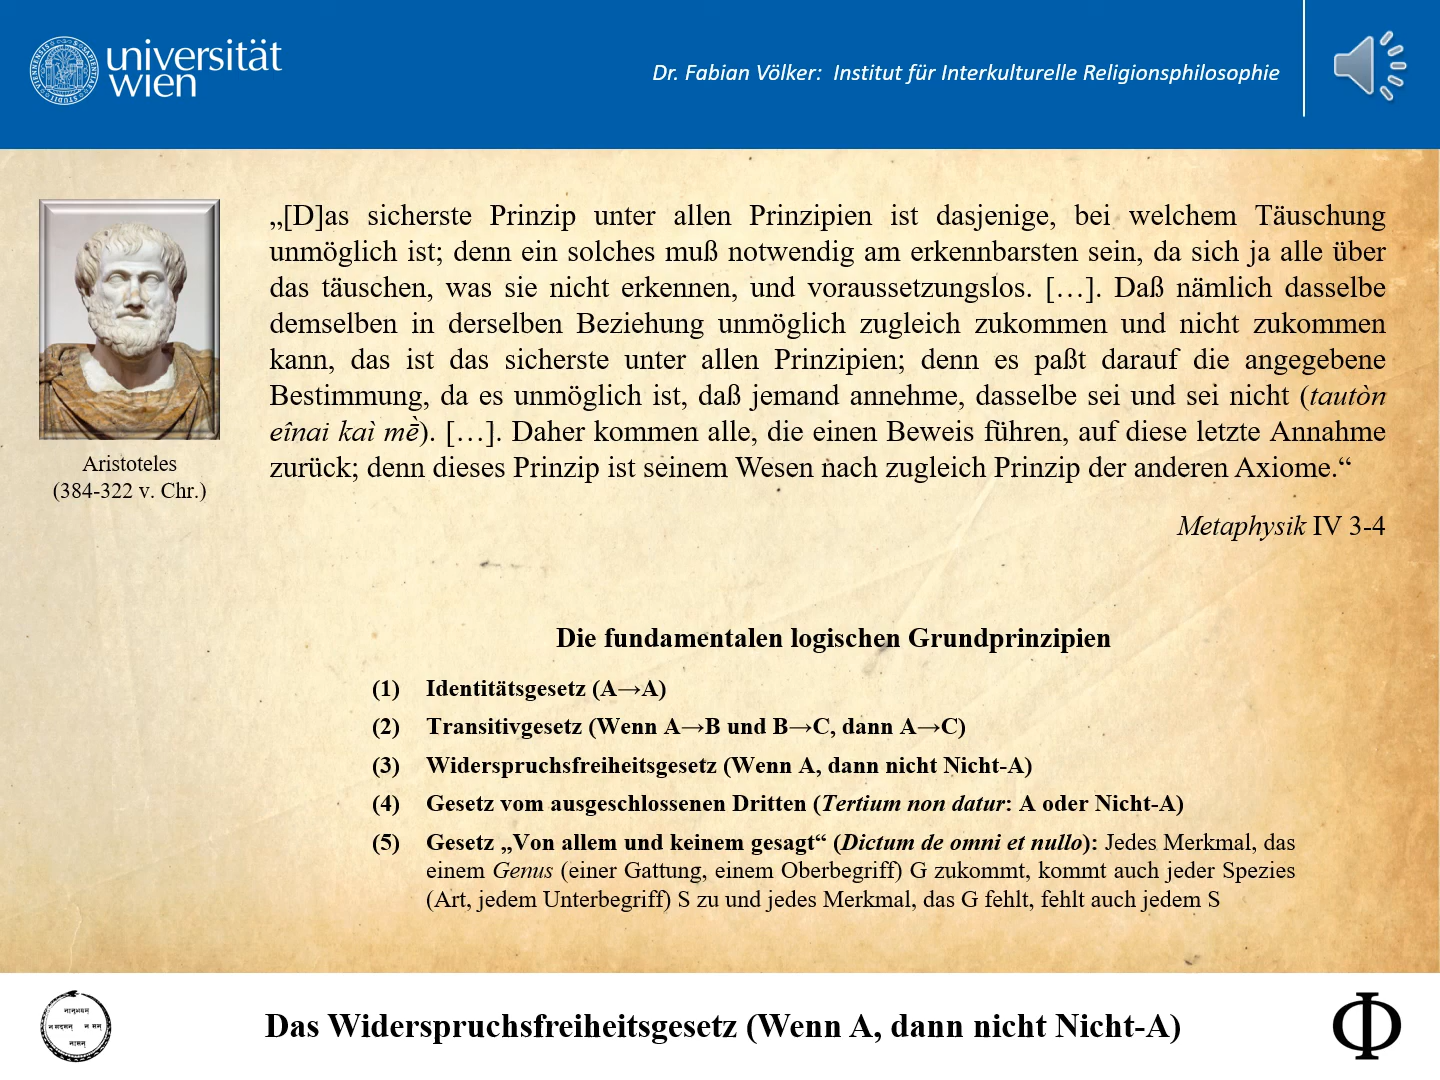 universität
wien
Dr. Fabian Völker: Institut für Interkulturelle Religionsphilosophie
„[D]as sicherste Prinzip unter allen Prinzipien ist dasjenige, bei welchem Täuschung
unmöglich ist; denn ein solches muß notwendig am erkennbarsten sein, da sich ja alle über
das täuschen, was sie nicht erkennen, und voraussetzungslos. […]. Daß nämlich dasselbe
demselben in derselben Beziehung unmöglich zugleich zukommen und nicht zukommen
kann, das ist das sicherste unter allen Prinzipien; denn es paßt darauf die angegebene
Bestimmung, da es unmöglich ist, daß jemand annehme, dasselbe sei und sei nicht (tautòn
eînai kaì mḕ). […]. Daher kommen alle, die einen Beweis führen, auf diese letzte Annahme
zurück; denn dieses Prinzip ist seinem Wesen nach zugleich Prinzip der anderen Axiome.“
Aristoteles
(384-322 v. Chr.)
Metaphysik IV 3-4
Die fundamentalen logischen Grundprinzipien
(1) Identitätsgesetz (A→A)
(2) Transitivgesetz (Wenn A→B und B→C, dann A→C)
(3) Widerspruchsfreiheitsgesetz (Wenn A, dann nicht Nicht-A)
(4) Gesetz vom ausgeschlossenen Dritten (Tertium non datur: A oder Nicht-A)
(5) Gesetz „Von allem und keinem gesagt“ (Dictum de omni et nullo): Jedes Merkmal, das
einem Genus (einer Gattung, einem Oberbegriff) G zukommt, kommt auch jeder Spezies
(Art, jedem Unterbegriff) S zu und jedes Merkmal, das G fehlt, fehlt auch jedem S
Das Widerspruchsfreiheitsgesetz (Wenn A, dann nicht Nicht-A)
Φ